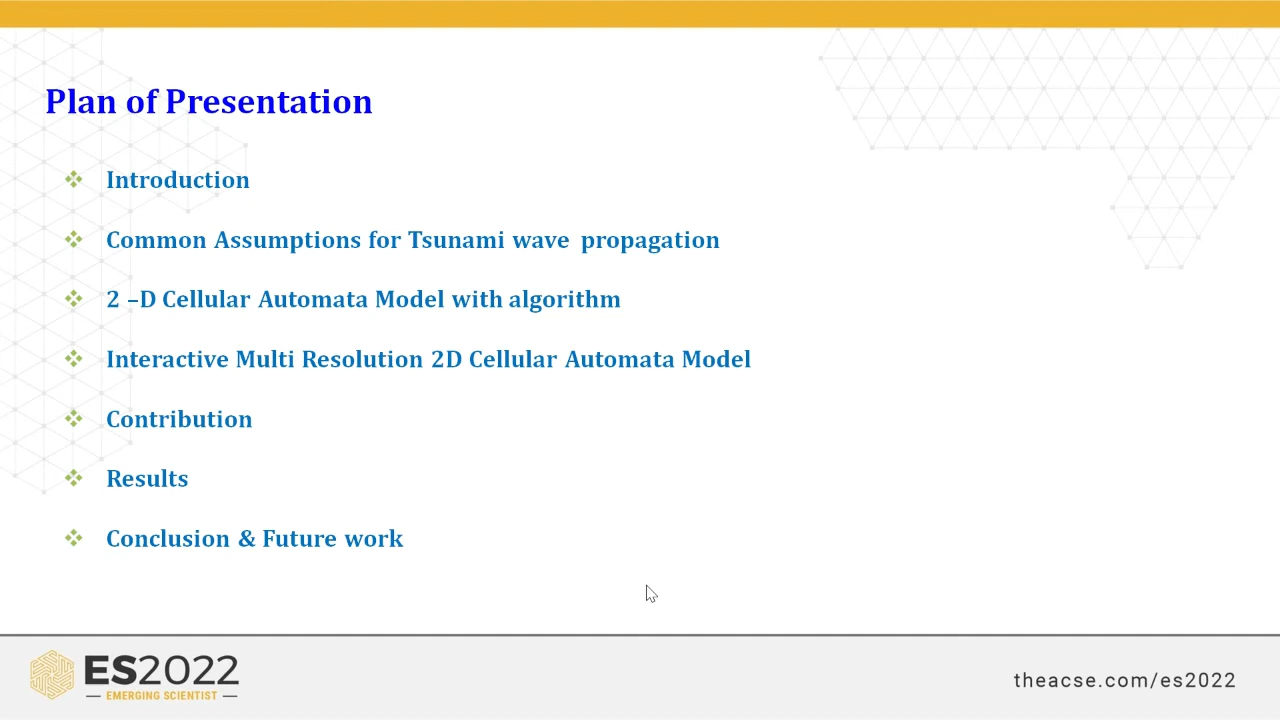 Plan of Presentation
Introduction
Common Assumptions for Tsunami wave propagation
2 –D Cellular Automata Model with algorithm
Interactive Multi Resolution 2D Cellular Automata Model
Contribution
Results
Conclusion & Future work
ES2022
EMERGING SCIENTIST
theacse.com/es2022